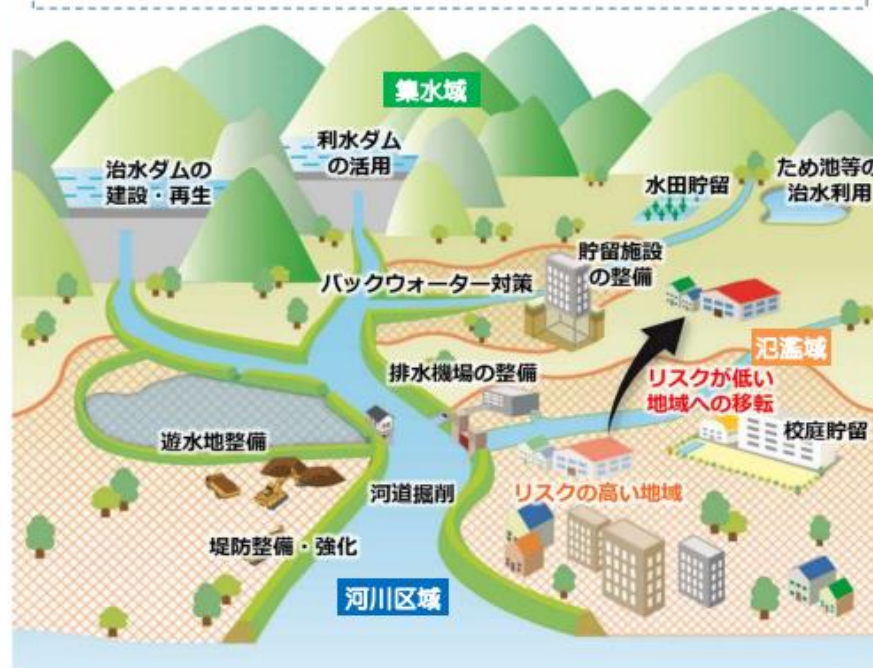 集水域
利水ダム
の活用
治水ダムの
建設・再生
水田貯留
ため池等の
治水利用
貯留施設
の整備
バックウォーター対策
氾濫域
リスクが低い
地域への移転
排水機場の整備
校庭貯留
遊水地整備
河道掘削
リスクの高い地域
堤防整備・強化
河川区域